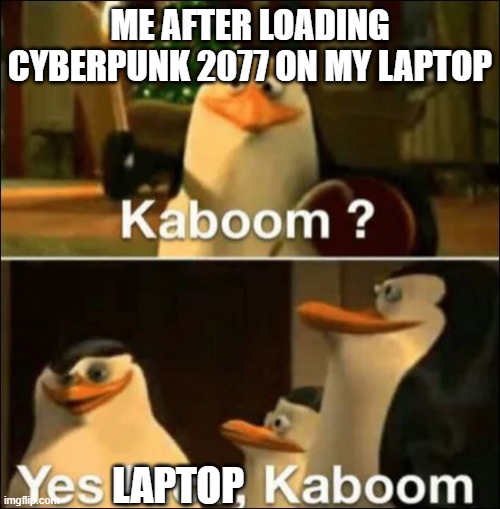 ME AFTER LOADING
CYBERPUNK 2077 ON MY LAPTOP
Kaboom ?
Yes LAPTOP, Kaboom
imgflip.com